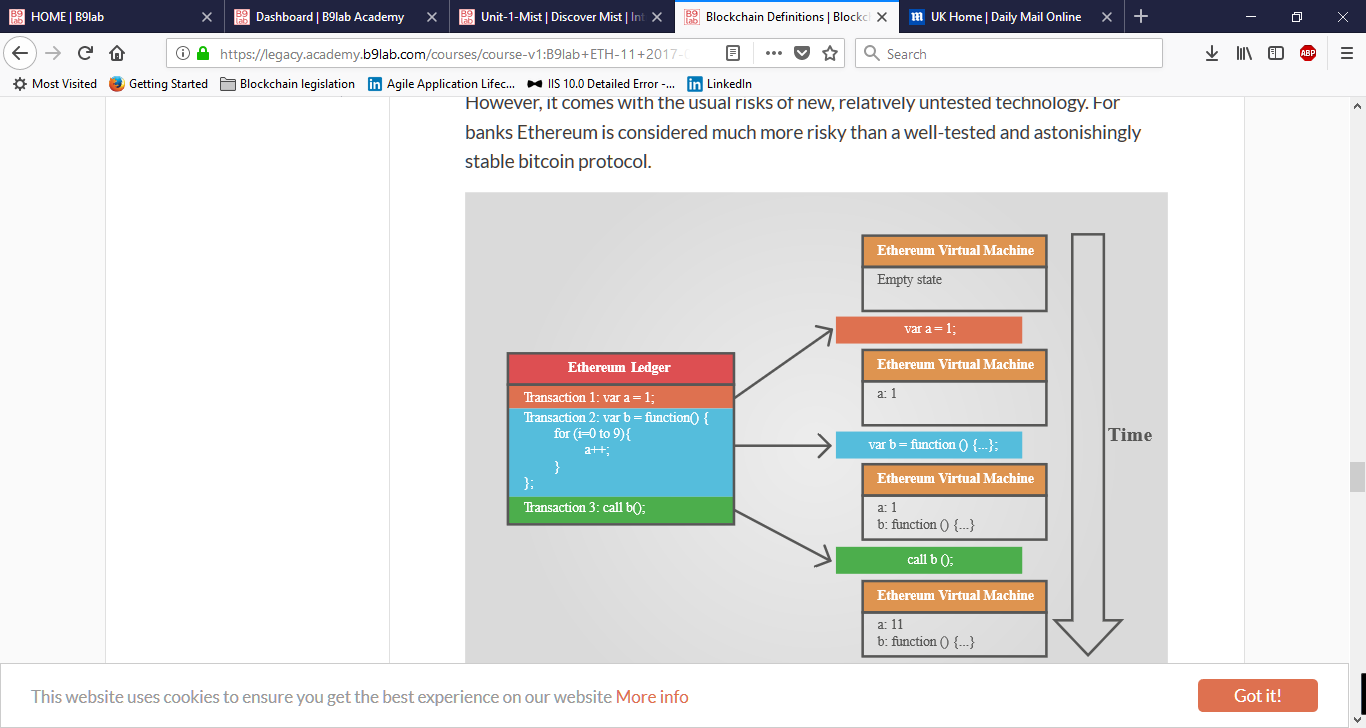 HOME | B9lab
Dashboard | B9lab Academy
Unit-1-Mist | Discover Mist | Int
Blockchain Definitions | Blockc
UK Home | Daily Mail Online
https://legacy.academy.b9lab.com/courses/course-v1:B9lab+ETH-11+2017-
Search
ABP
Most Visited
Getting Started
Blockchain legislation
Agile Application Lifec...
IIS 10.0 Detailed Error -...
LinkedIn
However, it comes with the usual risks of new, relatively untested technology. For
banks Ethereum is considered much more risky than a well-tested and astonishingly
stable bitcoin protocol.
Ethereum Ledger
Transaction 1: var a = 1;
Transaction 2: var b = function() {
for (i=0 to 9){
a++;
}
};
Transaction 3: call b();
Ethereum Virtual Machine
Empty state
var a = 1;
Ethereum Virtual Machine
a: 1
var b = function () {...};
Ethereum Virtual Machine
a: 1
b: function () {...}
call b ();
Ethereum Virtual Machine
a: 11
b: function () {...}
Time
This website uses cookies to ensure you get the best experience on our website More info
Got it!